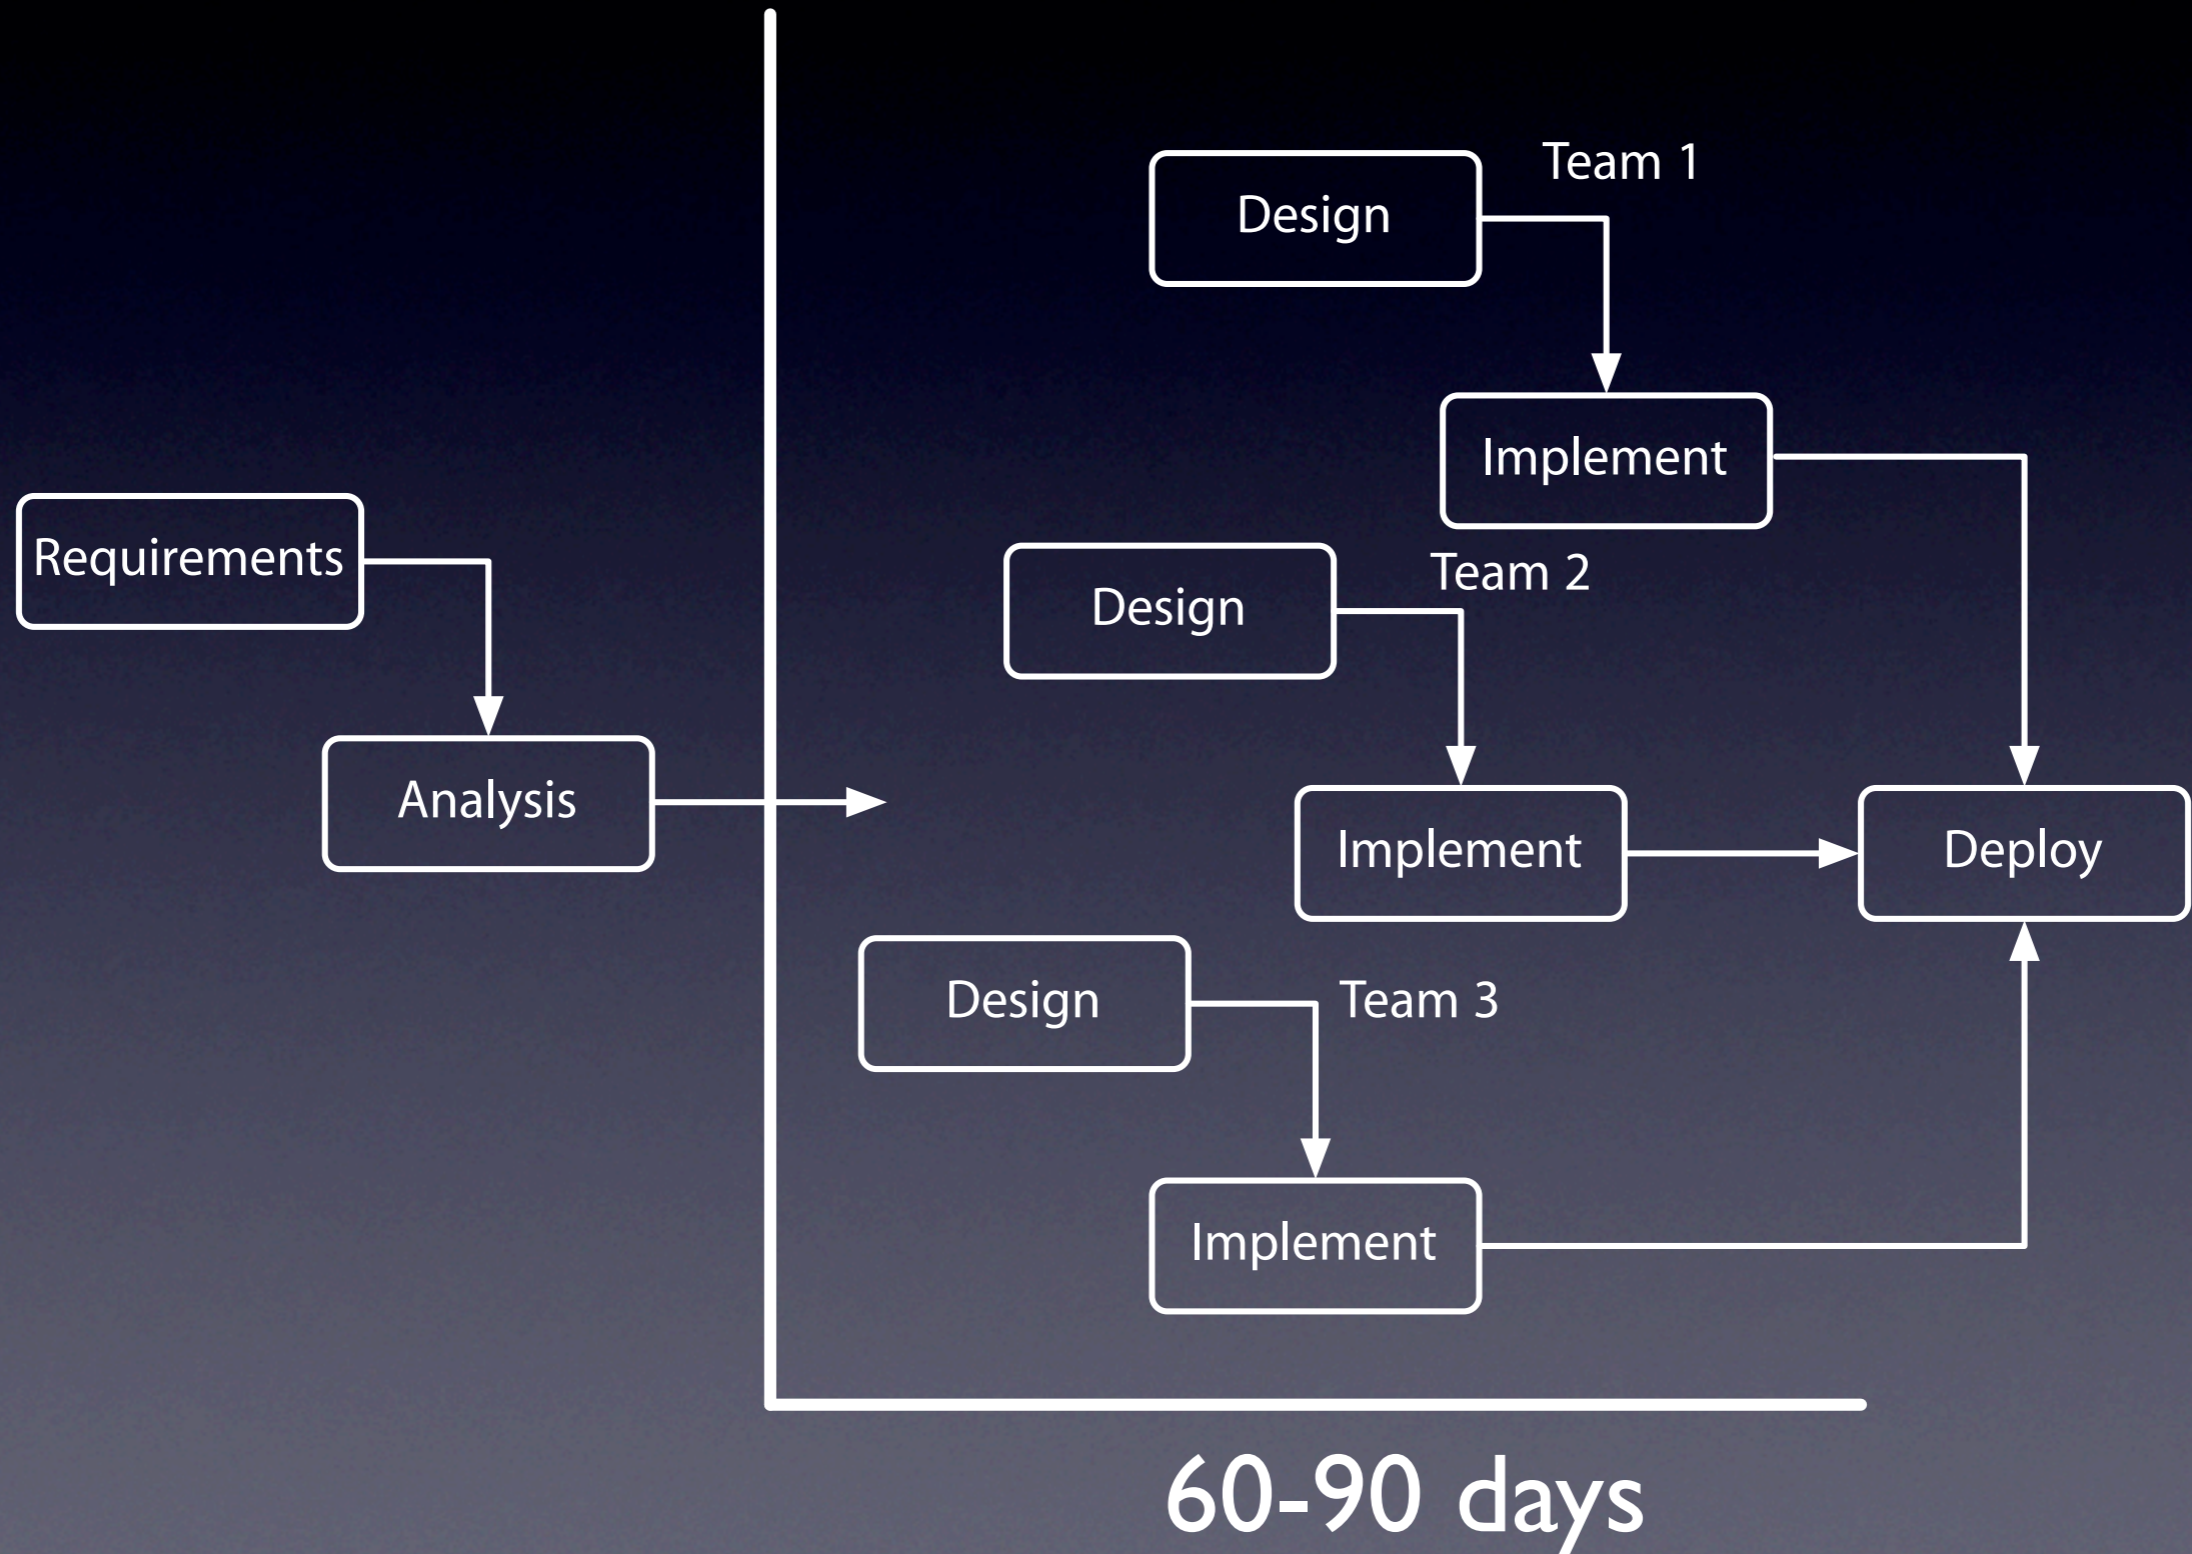 Team 1
Design
Implement
Requirements
Team 2
Design
Analysis
Implement
Deploy
Design
Team 3
Implement
60-90 days